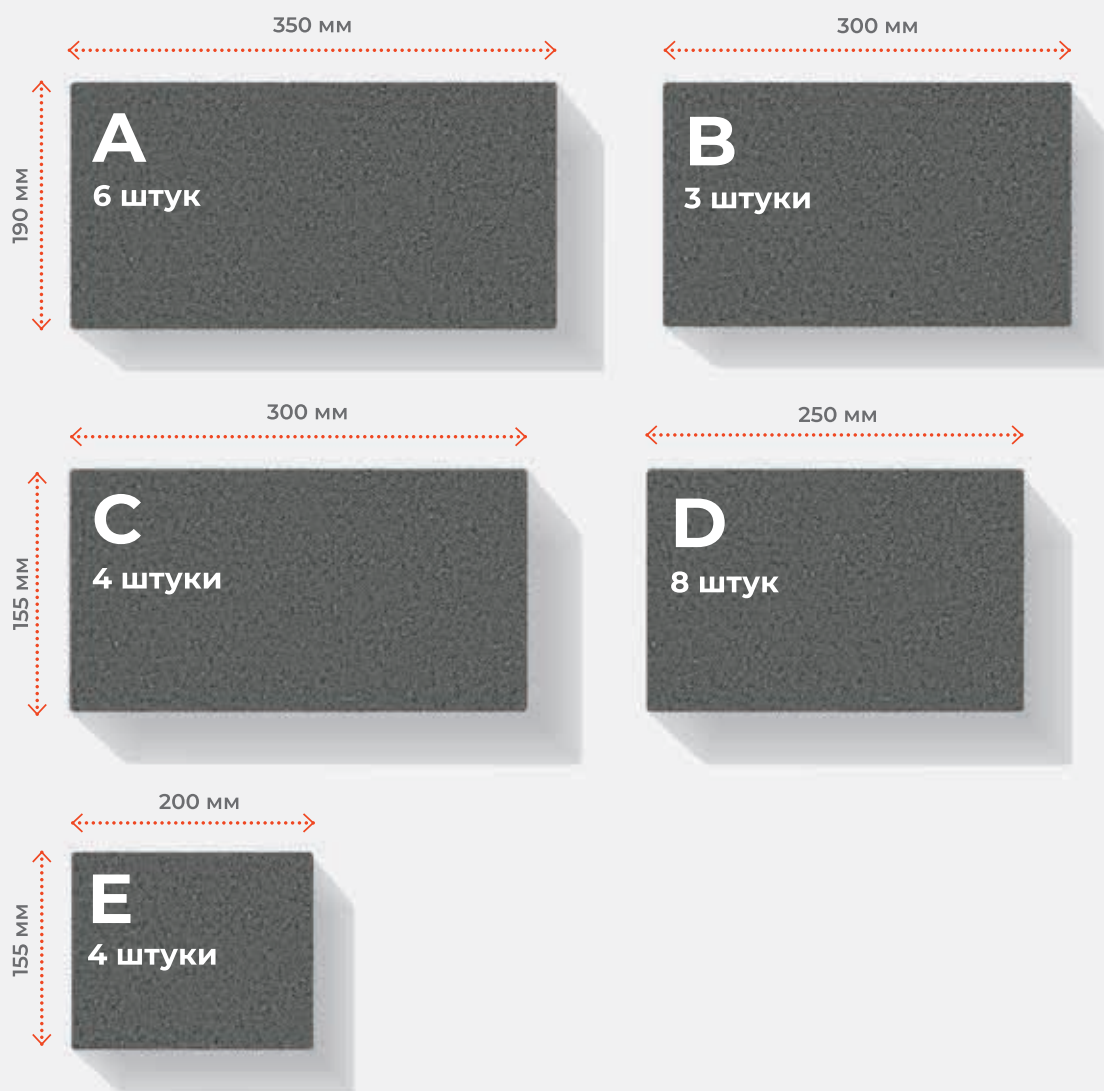 350 мм
300 мм
190 мм
A
6 штук
B
3 штуки
300 мм
250 мм
155 мм
C
4 штуки
D
8 штук
200 мм
155 мм
E
4 штуки